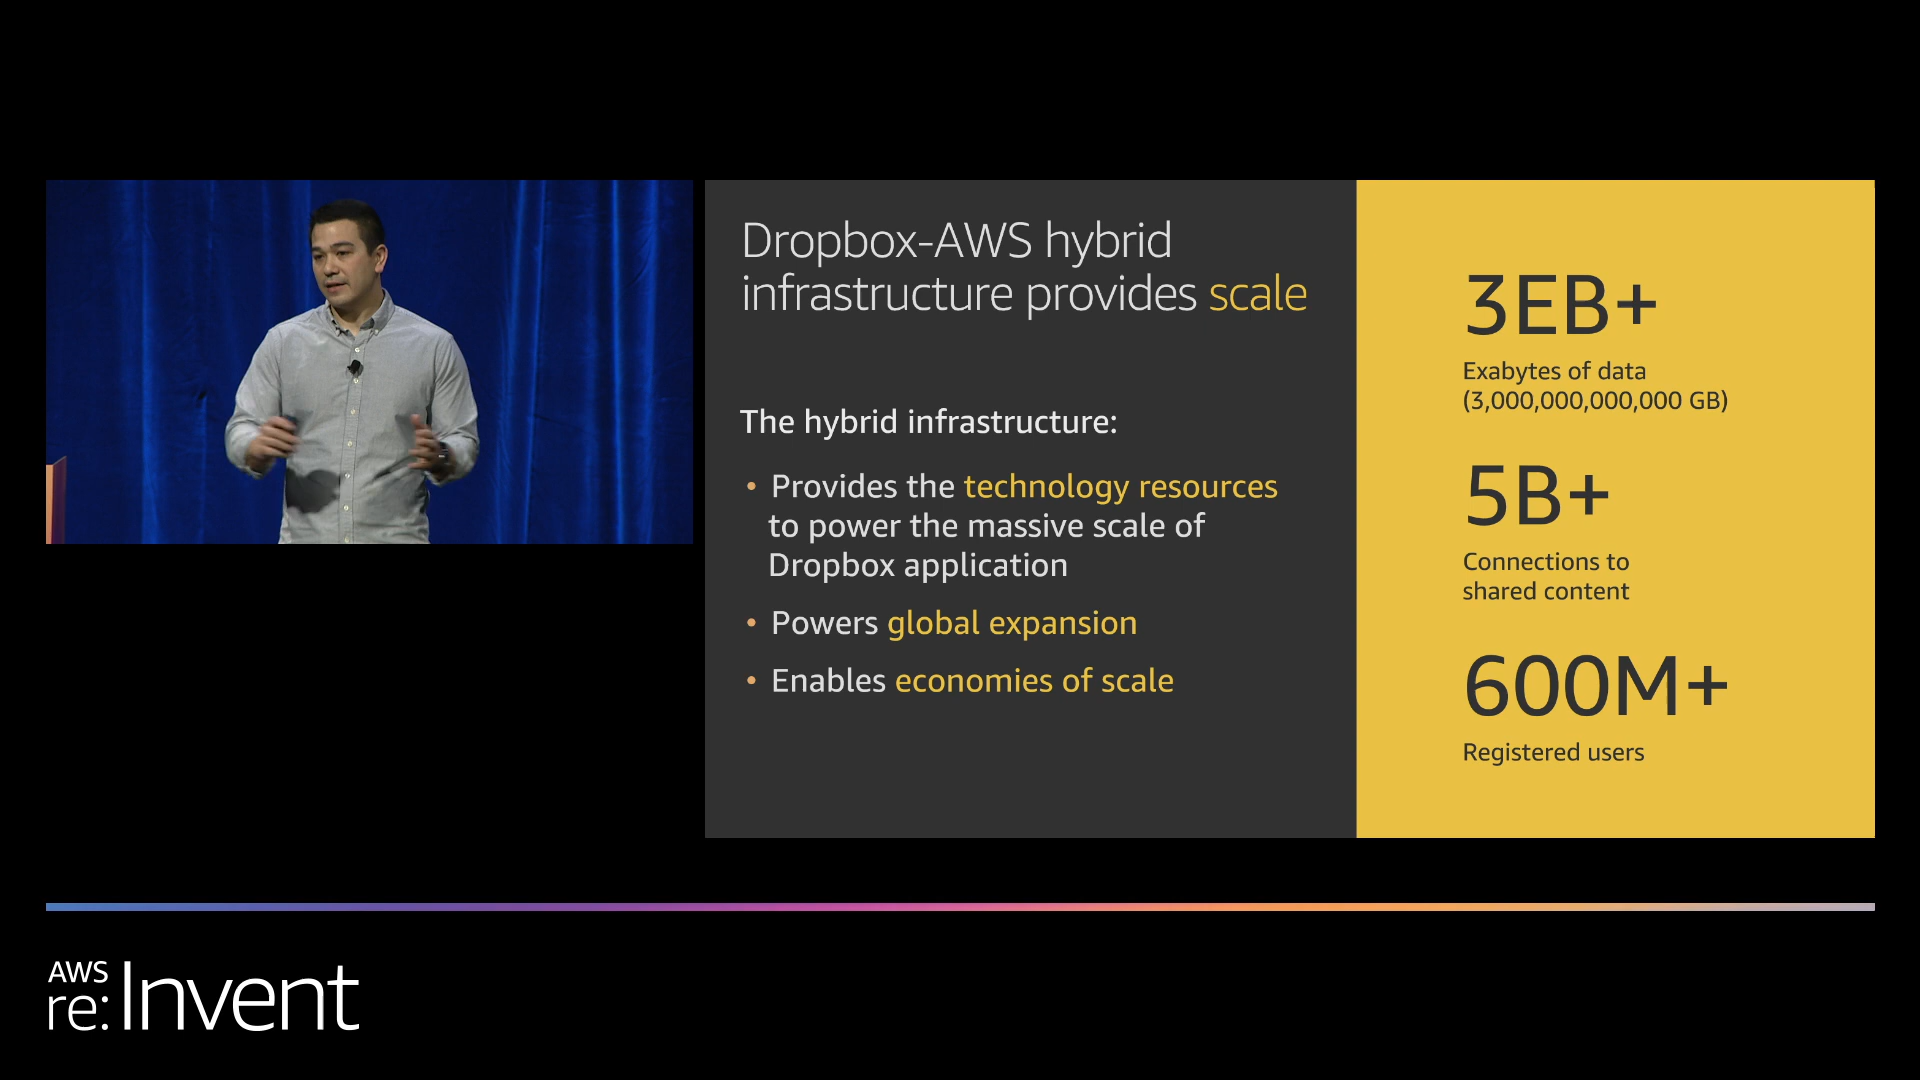 Dropbox-AWS hybrid
infrastructure provides scale
The hybrid infrastructure:
• Provides the technology resources
to power the massive scale of
Dropbox application
• Powers global expansion
• Enables economies of scale
3EB+
Exabytes of data
(3,000,000,000,000 GB)
5B+
Connections to
shared content
600M+
Registered users
AWS
re:Invent